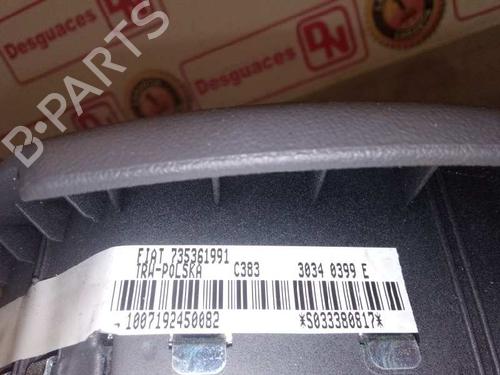 Desguaces DN
Desguaces DN
B-PARTS
FIAT 735361991
TRW-POLSKA C383 3034 0399 E
1007192450082 *S033380817*